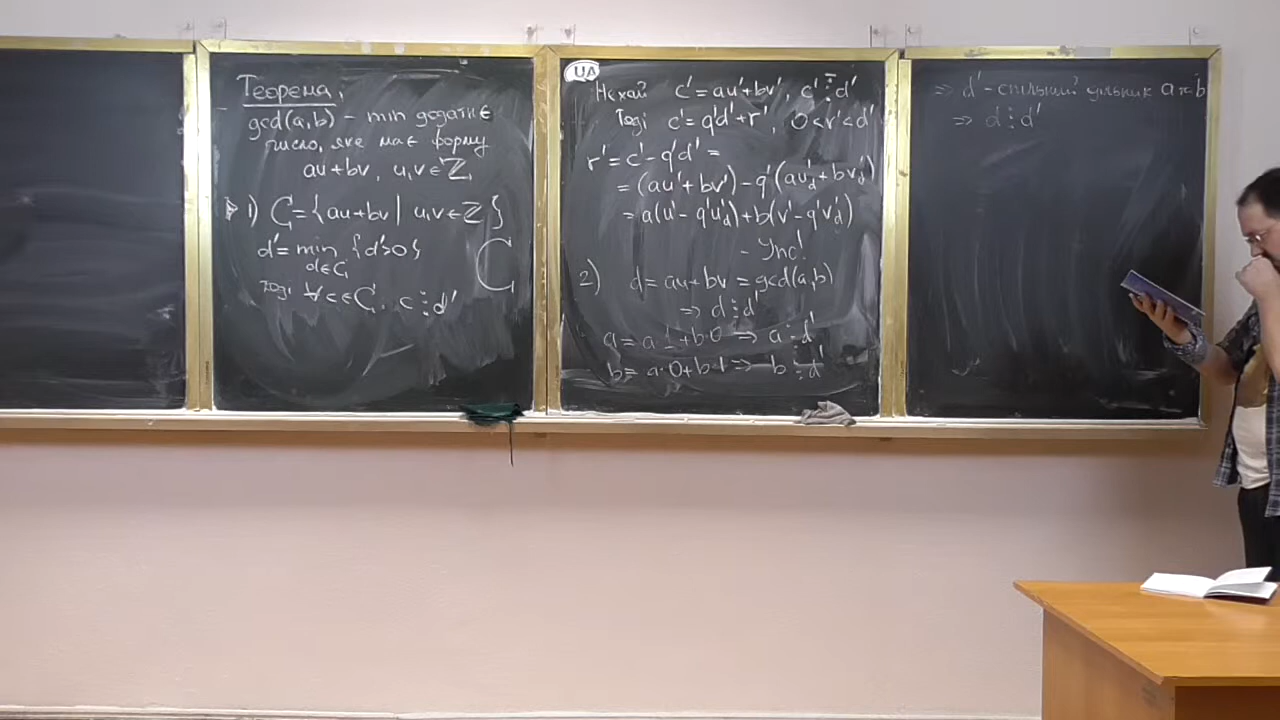 Теорема.
gcd(a,b) – min додатнє
число, яке має форму
au+bv, u,v∈ℤ.
1) C={au+bv | u,v∈ℤ}
d'= min {d>0}
d∈C
Тоді ∀c∈C, c⋮d'
C
UA
Нехай c'=au'+bv', c'⋮̅d'
Тоді c'=q'd'+r', 0<r'<d'
r'=c'-q'd'=
=(au'+bv')-q'(au'_d+bv'_d)
=a(u'-q'u'_d)+b(v'-q'v'_d)
- Упс!
2) d=au+bv=gcd(a,b)
⇒ d⋮d'
a=a·1+b·0 ⇒ a⋮d'
b=a·0+b·1 ⇒ b⋮d'
⇒ d'-спільний дільник a та b
⇒ d⋮d'